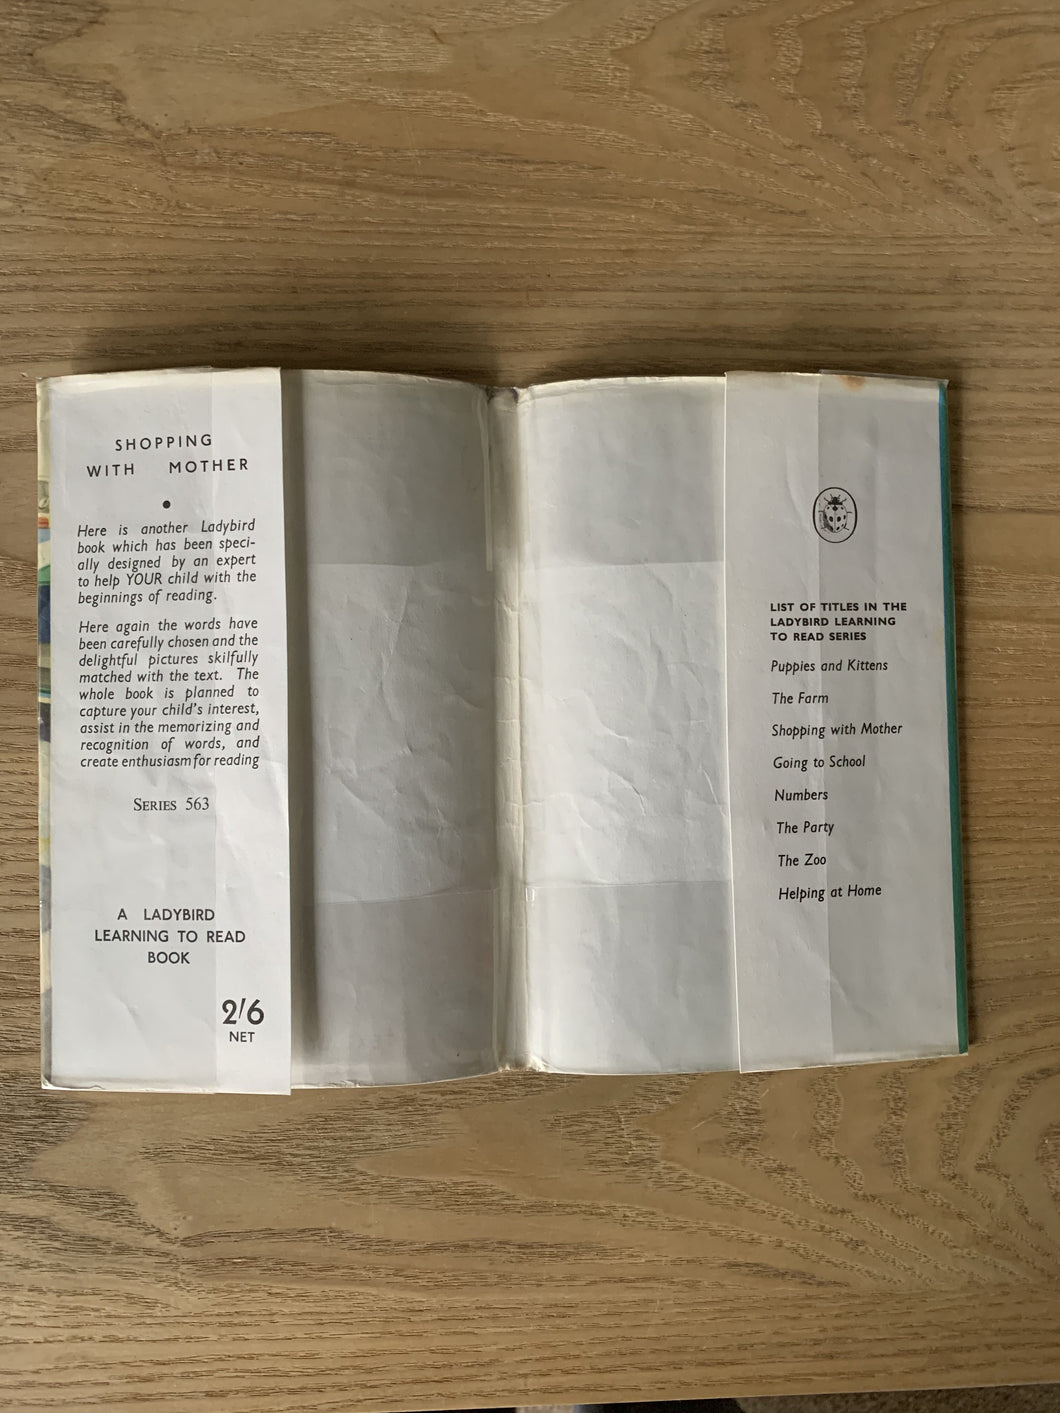 SHOPPING
WITH MOTHER
Here is another Ladybird
book which has been speci-
ally designed by an expert
to help YOUR child with the
beginnings of reading.
Here again the words have
been carefully chosen and the
delightful pictures skilfully
matched with the text. The
whole book is planned to
capture your child's interest,
assist in the memorizing and
recognition of words, and
create enthusiasm for reading
SERIES 563
A LADYBIRD
LEARNING TO READ
BOOK
2/6
NET
LIST OF TITLES IN THE
LADYBIRD LEARNING
TO READ SERIES
Puppies and Kittens
The Farm
Shopping with Mother
Going to School
Numbers
The Party
The Zoo
Helping at Home